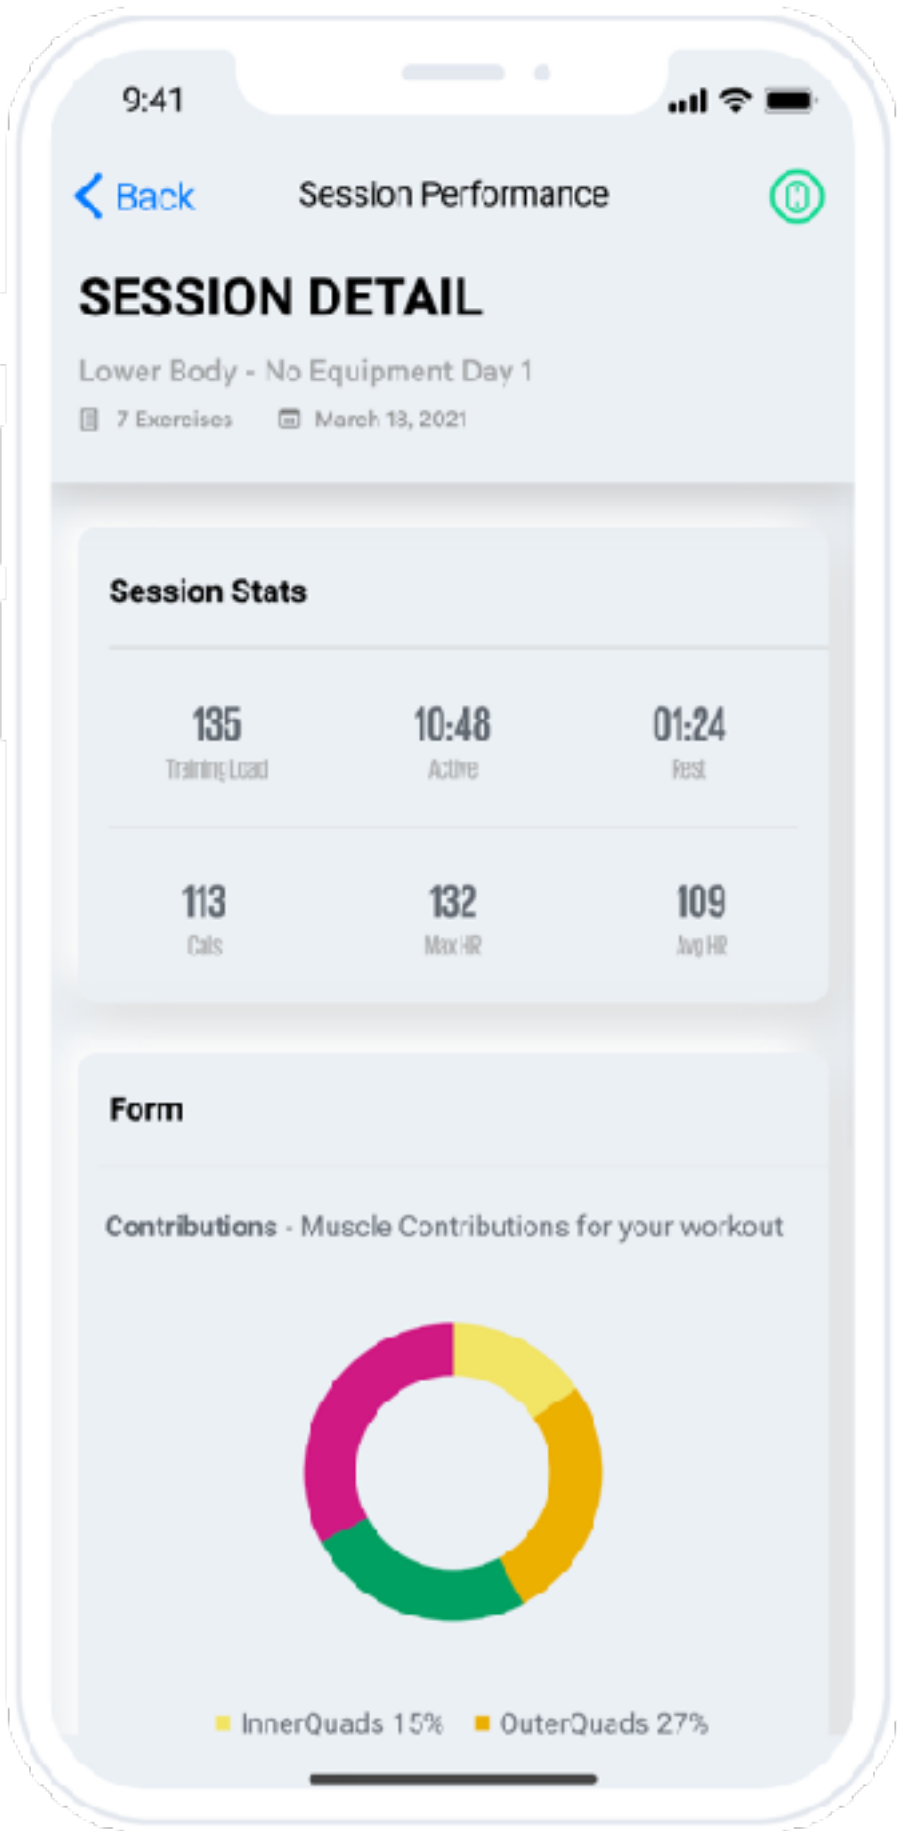 9:41
Back Session Performance
SESSION DETAIL
Lower Body - No Equipment Day 1
7 Exercises March 18, 2021
Session Stats
135 10:48 01:24
Training Load Active Rest
113 132 109
Cals Max HR Avg HR
Form
Contributions - Muscle Contributions for your workout
InnerQuads 15% OuterQuads 27%